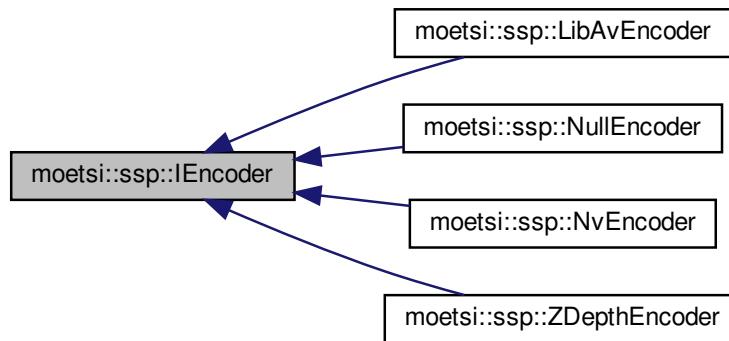 moetsi::ssp::LibAvEncoder
moetsi::ssp::NullEncoder
moetsi::ssp::IEncoder
moetsi::ssp::NvEncoder
moetsi::ssp::ZDepthEncoder